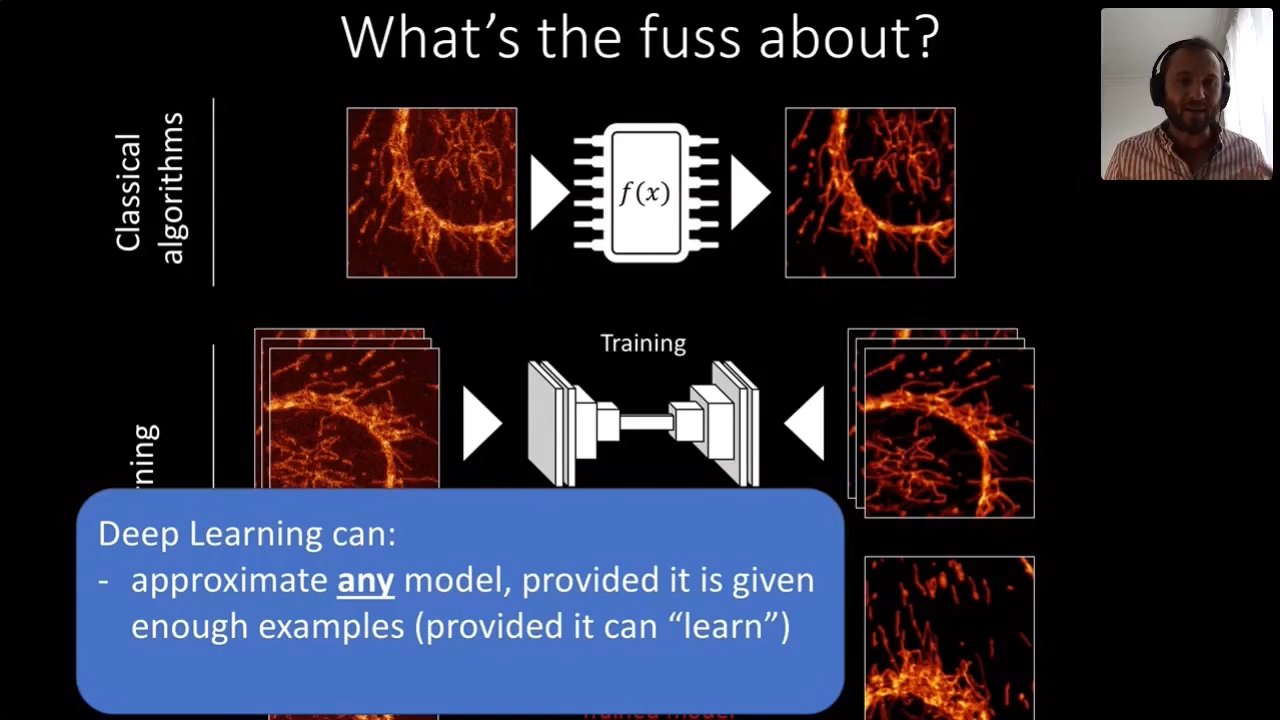 What's the fuss about?
Classical
algorithms
f(x)
Training
rning
Deep Learning can:
- approximate any model, provided it is given
enough examples (provided it can “learn”)